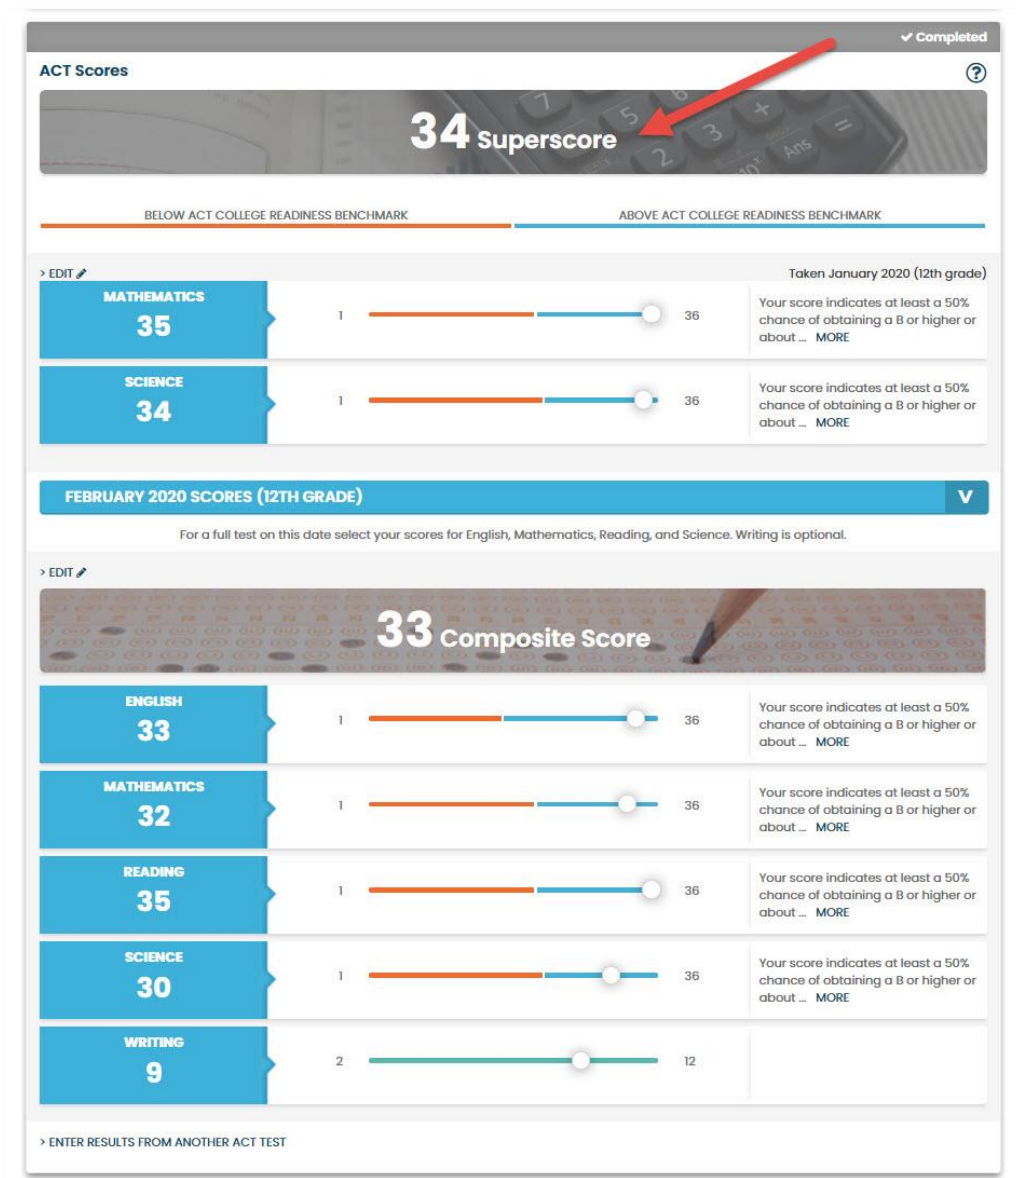 ✔ Completed
ACT Scores
?
34 Superscore
BELOW ACT COLLEGE READINESS BENCHMARK
ABOVE ACT COLLEGE READINESS BENCHMARK
> EDIT
Taken January 2020 (12th grade)
MATHEMATICS
35
1
36
Your score indicates at least a 50%
chance of obtaining a B or higher or
about ... MORE
SCIENCE
34
1
36
Your score indicates at least a 50%
chance of obtaining a B or higher or
about ... MORE
FEBRUARY 2020 SCORES (12TH GRADE)
V
For a full test on this date select your scores for English, Mathematics, Reading, and Science. Writing is optional.
> EDIT
33 Composite Score
ENGLISH
33
1
36
Your score indicates at least a 50%
chance of obtaining a B or higher or
about ... MORE
MATHEMATICS
32
1
36
Your score indicates at least a 50%
chance of obtaining a B or higher or
about ... MORE
READING
35
1
36
Your score indicates at least a 50%
chance of obtaining a B or higher or
about ... MORE
SCIENCE
30
1
36
Your score indicates at least a 50%
chance of obtaining a B or higher or
about ... MORE
WRITING
9
2
12
> ENTER RESULTS FROM ANOTHER ACT TEST